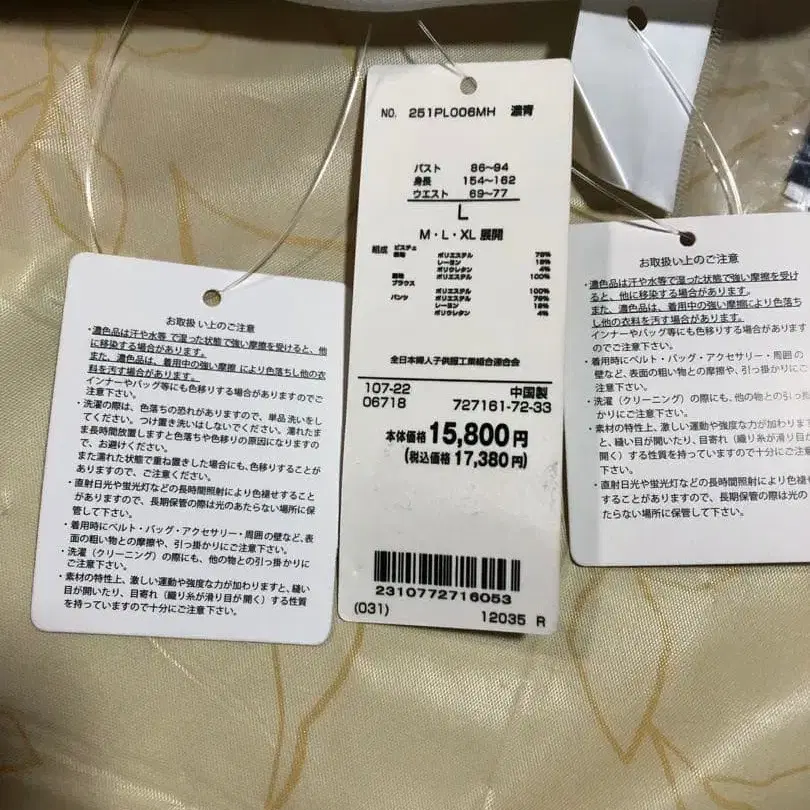 お取扱い上のご注意
・濃色品は汗や水等で湿った状態で強い摩擦を受けると、他
に移染する場合があります。
また、濃色品は、着用中の強い摩擦により色落ちし他の衣
料を汚す場合があります。
インナーやバッグ等にも色移りする場合がありますのでご
注意下さい。
・洗濯の際は、色落ちの恐れがありますので、単品洗いをし
てください。つけ置き洗いはしないでください。濡れたま
ま長時間放置しますと色落ちや色移りの原因になりますの
で、お避けください。
また濡れた状態で重ね置きした場合にも、色移りすることが
ありますので、ご注意ください。
・直射日光や蛍光灯などの長時間照射により色褪せすること
がありますので、長期保管の際は光のあたらない場所に保
管して下さい。
・着用時にベルト・バッグ・アクセサリー・周囲の壁など、表
面の粗い物との摩擦や、引っ掛かりにご注意下さい。
・洗濯（クリーニング）の際にも、他の物との引っ掛かりに
ご注意下さい。
・素材の特性上、激しい運動や強度な力が加わりますと、縫い
目が開いたり、目寄れ（織り糸が滑り目が開く）する性質
を持っていますので十分にご注意下さい。
NO. 251PL006MH 濃青
バスト 86~94
身長 154~162
ウエスト 69~77
L
M・L・XL 展開
組成 ビスチェ
ポリエステル 78%
レーヨン 18%
ポリウレタン 4%
ポリエステル 100%
ブラウス
ポリエステル 100%
パンツ ポリエステル 78%
レーヨン 18%
ポリウレタン 4%
全日本婦人子供服工業組合連合会
107-22 中国製
06718 727161-72-33
本体価格 15,800円
(税込価格 17,380円)
2310772716053
(031) 12035 R
お取扱い上のご注意
・濃色品は汗や水等で湿った状態で強い摩擦を受け
ると、他に移染する場合があります。
また、濃色品は、着用中の強い摩擦により色落ち
し他の衣料を汚す場合があります。
インナーやバッグ等にも色移りする場合があります
のでご注意下さい。
・着用時にベルト・バッグ・アクセサリー・周囲の
壁など、表面の粗い物との摩擦や、引っ掛かりにご
注意下さい。
・洗濯（クリーニング）の際にも、他の物との引っ
かかりにご注意下さい。
・素材の特性上、激しい運動や強度な力が加わりま
すと、縫い目が開いたり、目寄れ（織り糸が滑り目が
開く）する性質を持っていますので十分にご注意
下さい。
・直射日光や蛍光灯などの長時間照射により色褪せ
することがありますので、長期保管の際は光のあ
たらない場所に保管して下さい。